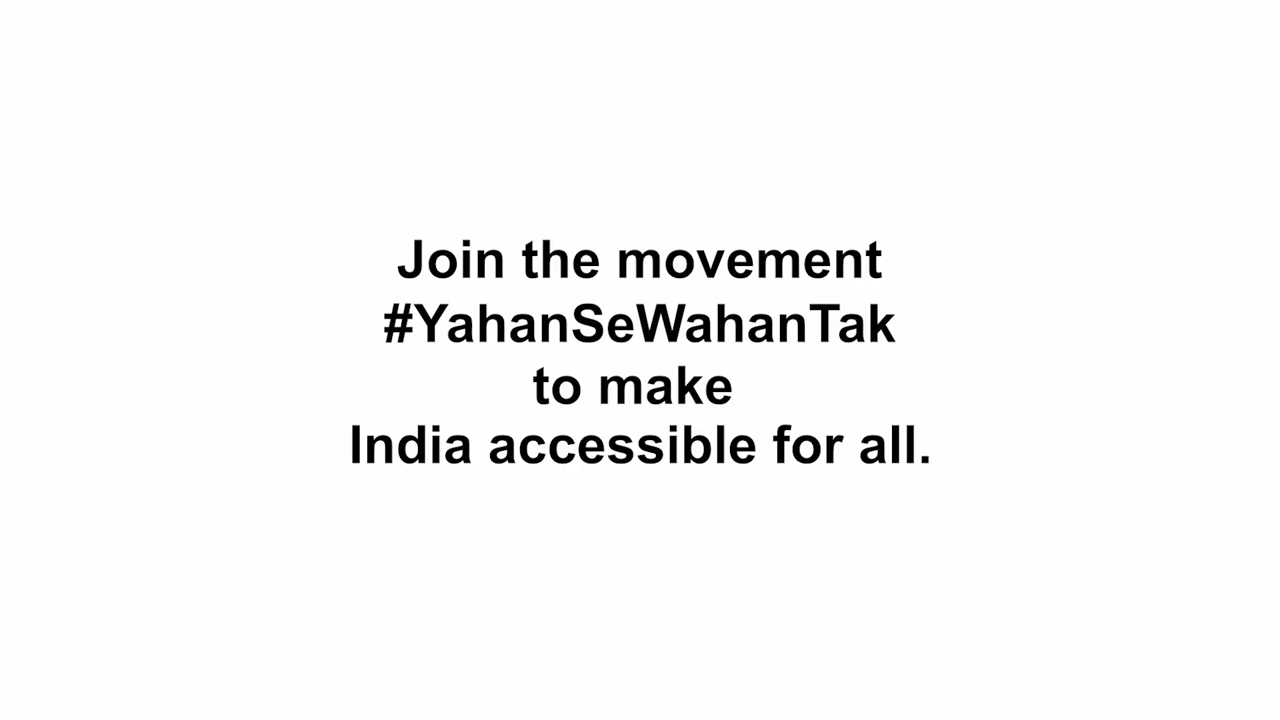 Join the movement
#YahanSeWahanTak
to make
India accessible for all.